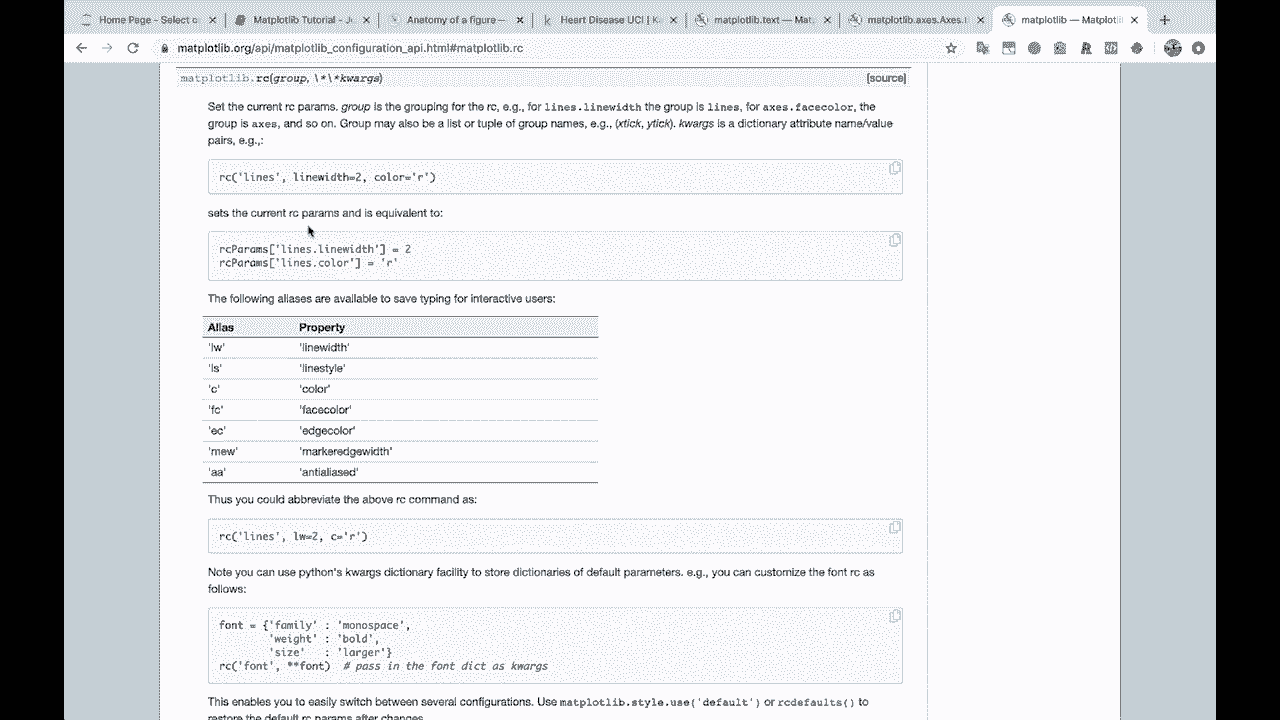 Home Page - Select o
Matplotlib Tutorial - Ju
Anatomy of a figure —
Heart Disease UCI | Ka
matplotlib.text — Mat
matplotlib.axes.Axes.
matplotlib — Matplotli
matplotlib.org/api/matplotlib_configuration_api.html#matplotlib.rc
matplotlib.rc(group, \*\*kwargs)
[source]
Set the current rc params. group is the grouping for the rc, e.g., for lines.linewidth the group is lines, for axes.facecolor, the
group is axes, and so on. Group may also be a list or tuple of group names, e.g., (xtick, ytick). kwargs is a dictionary attribute name/value
pairs, e.g.,:
rc('lines', linewidth=2, color='r')
sets the current rc params and is equivalent to:
rcParams['lines.linewidth'] = 2
rcParams['lines.color'] = 'r'
The following aliases are available to save typing for interactive users:
Alias Property
'lw' 'linewidth'
'ls' 'linestyle'
'c' 'color'
'fc' 'facecolor'
'ec' 'edgecolor'
'mew' 'markeredgewidth'
'aa' 'antialiased'
Thus you could abbreviate the above rc command as:
rc('lines', lw=2, c='r')
Note you can use python's kwargs dictionary facility to store dictionaries of default parameters. e.g., you can customize the font rc as
follows:
font = {'family' : 'monospace',
'weight' : 'bold',
'size' : 'larger'}
rc('font', **font) # pass in the font dict as kwargs
This enables you to easily switch between several configurations. Use matplotlib.style.use('default') or rcdefaults() to
restore the default rc params after changes.